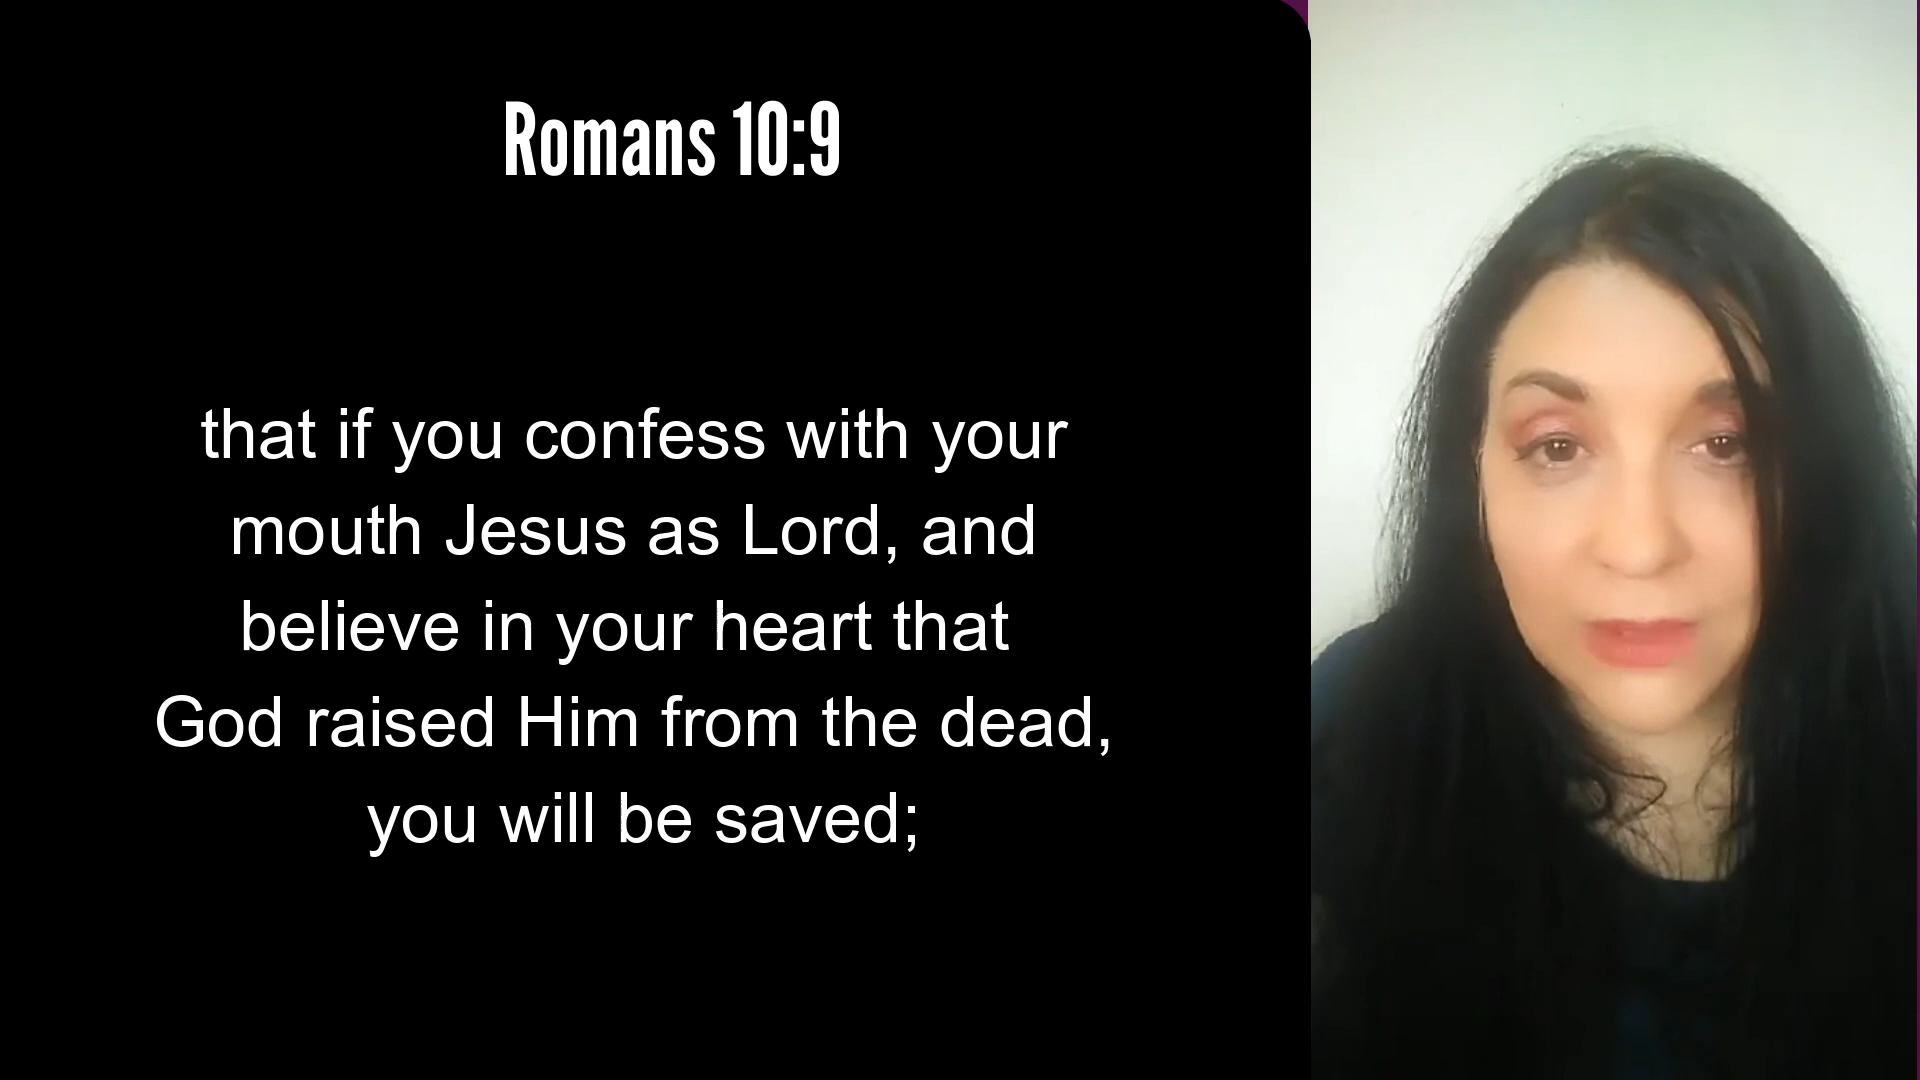 Romans 10:9
that if you confess with your
mouth Jesus as Lord, and
believe in your heart that
God raised Him from the dead,
you will be saved;